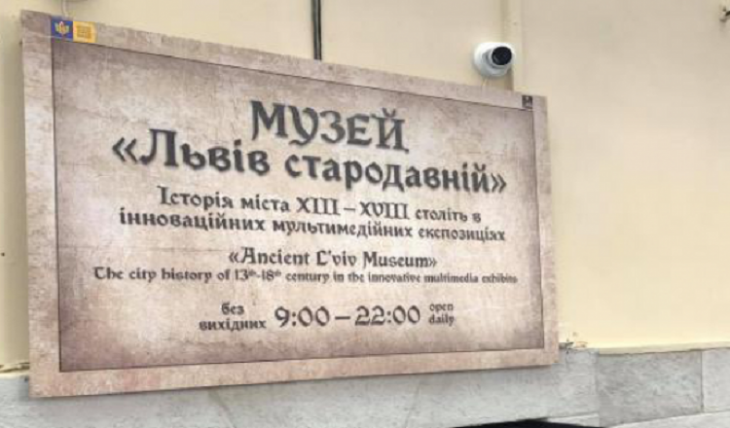 МУЗЕЙ
«Львів стародавній»
Історія міста XIII – XVIII століть в
інноваційних мультимедійних експозиціях
«Ancient L'viv Museum»
The city history of 13th-18th century in the innovative multimedia exhibits
без вихідних 9:00 – 22:00 open daily